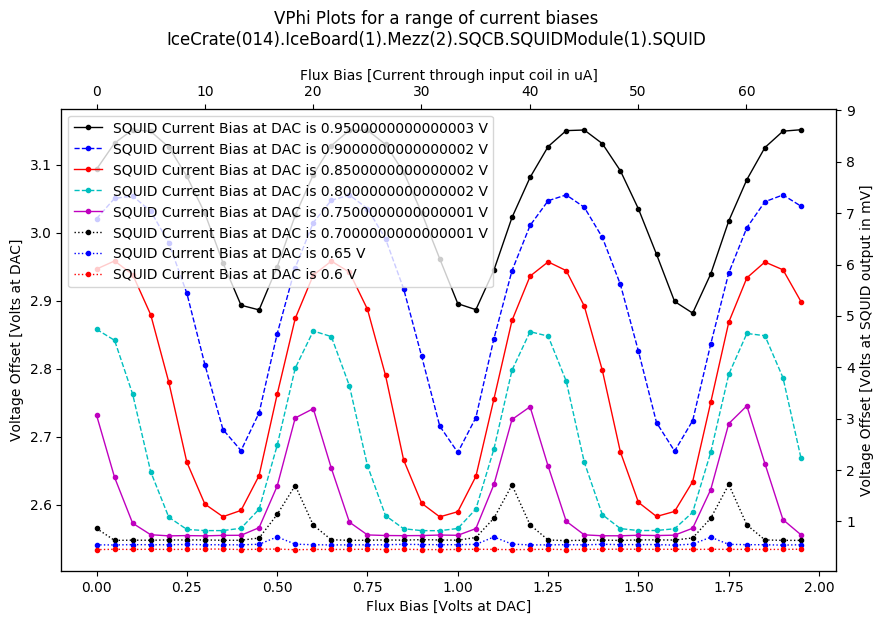 VPhi Plots for a range of current biases
IceCrate(014).IceBoard(1).Mezz(2).SQCB.SQUIDModule(1).SQUID
Flux Bias [Current through input coil in uA]
0 10 20 30 40 50 60
SQUID Current Bias at DAC is 0.9500000000000003 V
SQUID Current Bias at DAC is 0.9000000000000002 V
SQUID Current Bias at DAC is 0.8500000000000002 V
SQUID Current Bias at DAC is 0.8000000000000002 V
SQUID Current Bias at DAC is 0.7500000000000001 V
SQUID Current Bias at DAC is 0.7000000000000001 V
SQUID Current Bias at DAC is 0.65 V
SQUID Current Bias at DAC is 0.6 V
Voltage Offset [Volts at DAC]
3.1
3.0
2.9
2.8
2.7
2.6
9
8
7
6
5
4
3
2
1
Voltage Offset [Volts at SQUID output in mV]
0.00 0.25 0.50 0.75 1.00 1.25 1.50 1.75 2.00
Flux Bias [Volts at DAC]